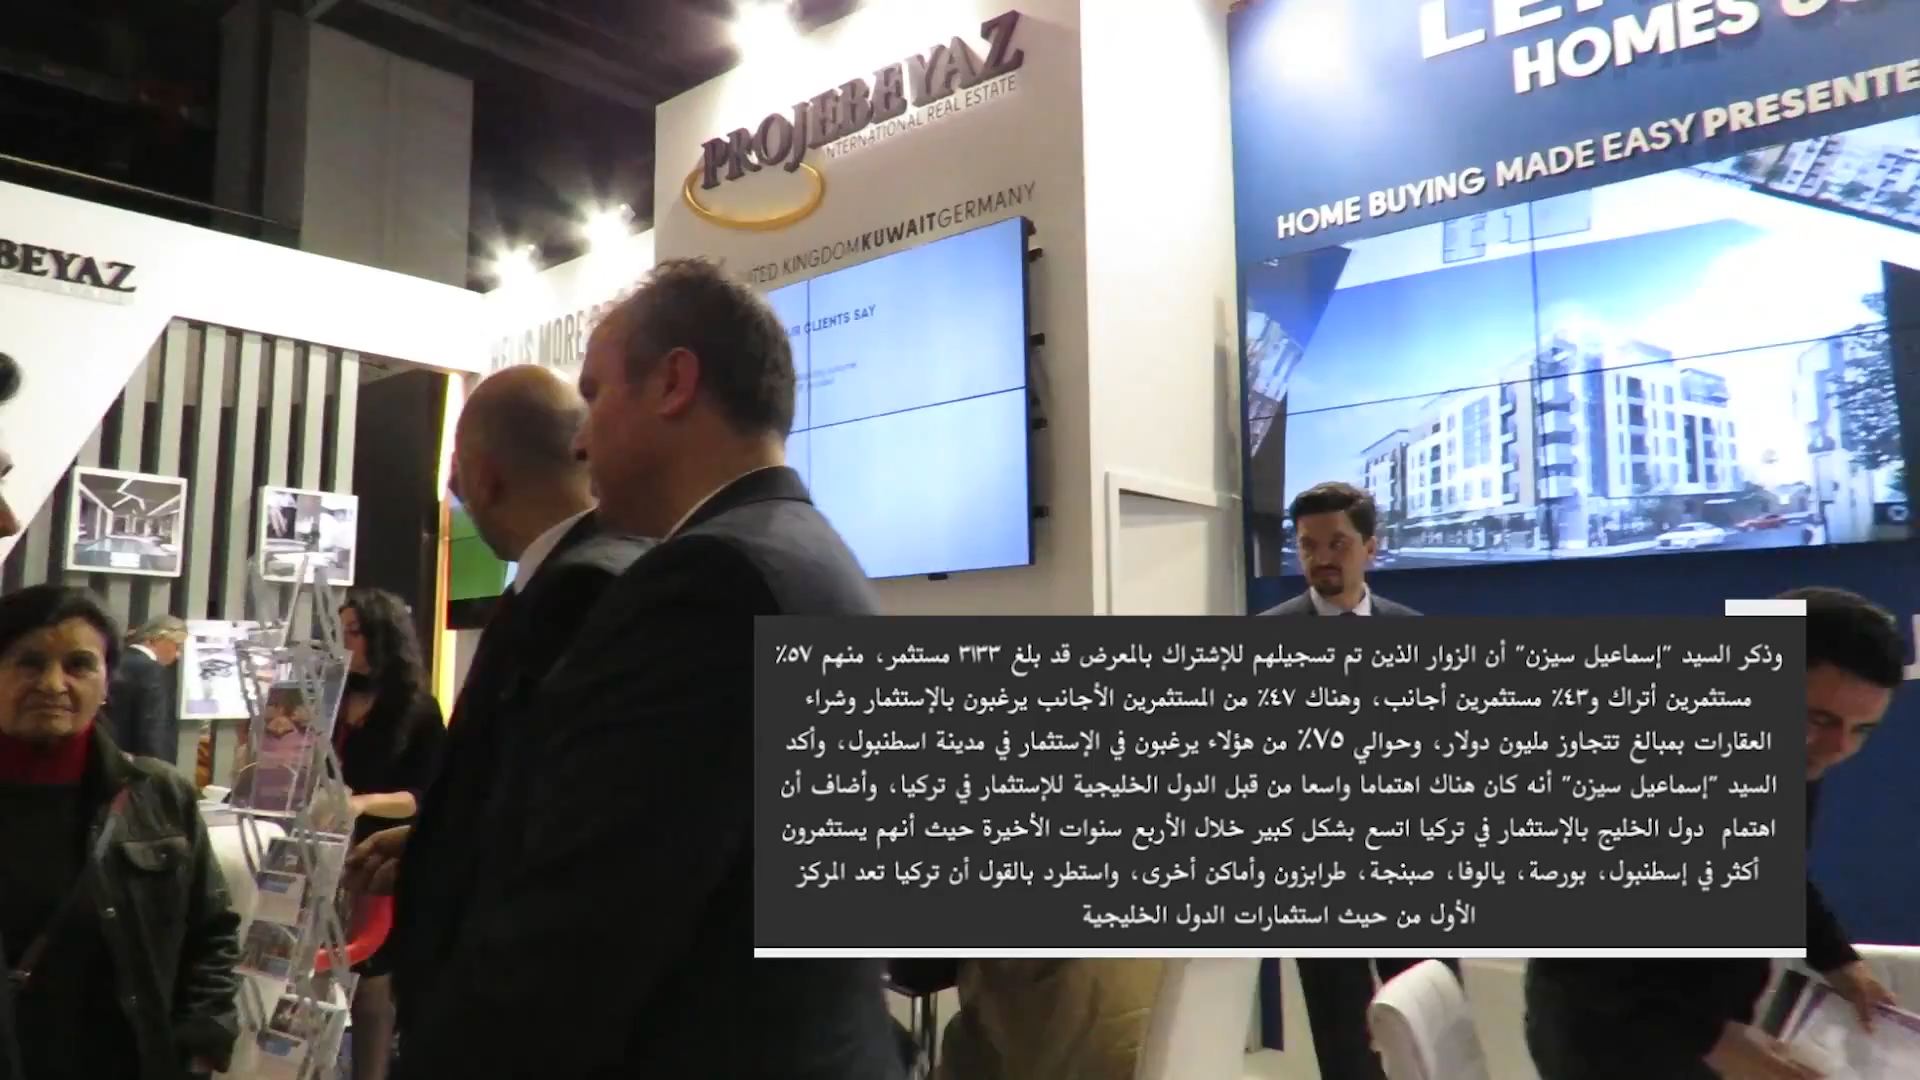 PROJEBEYAZ
INTERNATIONAL REAL ESTATE
KINGDOM KUWAIT GERMANY
CLIENTS SAY
HOMES
HOME BUYING MADE EASY
BEYAZ
MORE
وذكر السيد "إسماعيل سيزن" أن الزوار الذين تم تسجيلهم للإشتراك بالمعرض قد بلغ ٣١٣٣ مستثمر، منهم ٥٧٪
مستثمرين أتراك و٤٣٪ مستثمرين أجانب، وهناك ٤٧٪ من المستثمرين الأجانب يرغبون بالإستثمار وشراء
العقارات بمبالغ تتجاوز مليون دولار، وحوالي ٧٥٪ من هؤلاء يرغبون في الإستثمار في مدينة اسطنبول، وأكد
السيد "إسماعيل سيزن" أنه كان هناك اهتماما واسعا من قبل الدول الخليجية للإستثمار في تركيا، وأضاف أن
اهتمام دول الخليج بالإستثمار في تركيا اتسع بشكل كبير خلال الأربع سنوات الأخيرة حيث أنهم يستثمرون
أكثر في إسطنبول، بورصة، يالوفا، صبنجة، طرابزون وأماكن أخرى، واستطرد بالقول أن تركيا تعد المركز
الأول من حيث استثمارات الدول الخليجية